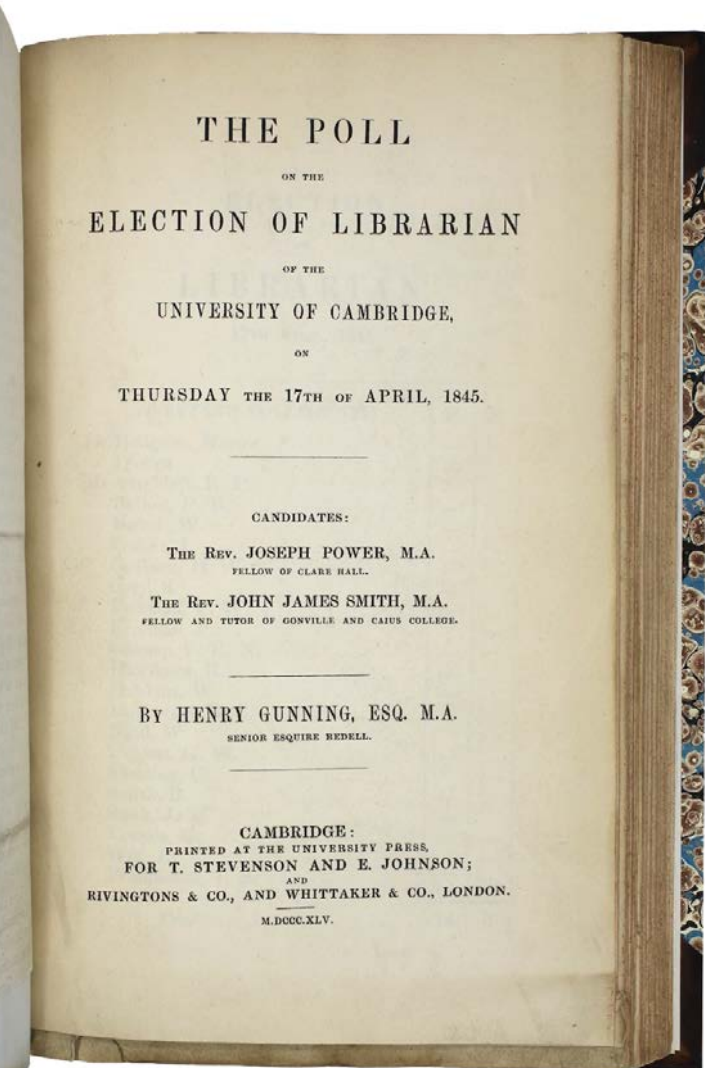 THE POLL
ON THE
ELECTION OF LIBRARIAN
OF THE
UNIVERSITY OF CAMBRIDGE,
ON
THURSDAY THE 17TH OF APRIL, 1845.
CANDIDATES:
THE REV. JOSEPH POWER, M.A.
FELLOW OF CLARE HALL.
THE REV. JOHN JAMES SMITH, M.A.
FELLOW AND TUTOR OF GONVILLE AND CAIUS COLLEGE.
BY HENRY GUNNING, ESQ. M.A.
SENIOR ESQUIRE BEDELL.
CAMBRIDGE:
PRINTED AT THE UNIVERSITY PRESS,
FOR T. STEVENSON AND E. JOHNSON;
AND
RIVINGTONS & CO., AND WHITTAKER & CO., LONDON.
M.DCCC.XLV.